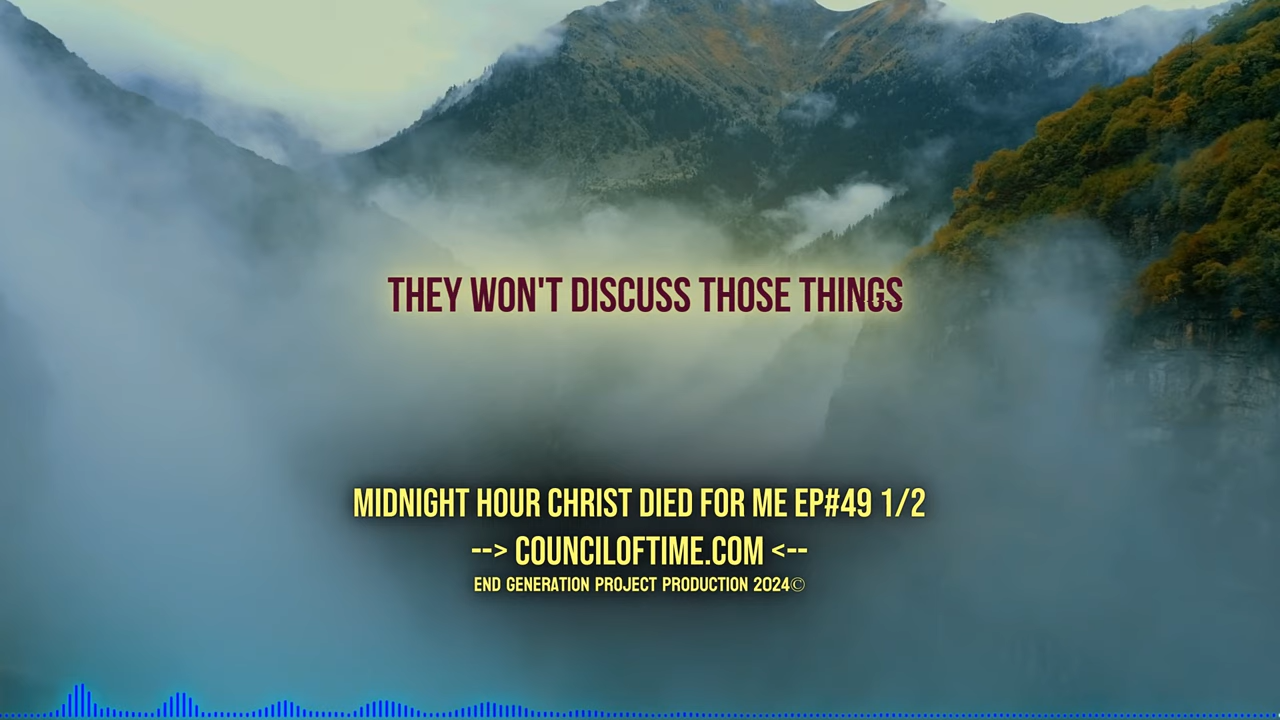 THEY WON'T DISCUSS THOSE THINGS
MIDNIGHT HOUR CHRIST DIED FOR ME EP#49 1/2
--> COUNCILOFTIME.COM <--
END GENERATION PROJECT PRODUCTION 2024©